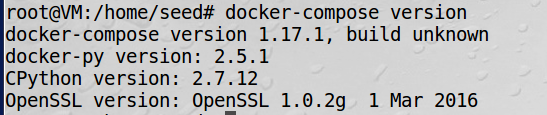 root@VM:/home/seed# docker-compose version
docker-compose version 1.17.1, build unknown
docker-py version: 2.5.1
CPython version: 2.7.12
OpenSSL version: OpenSSL 1.0.2g  1 Mar 2016